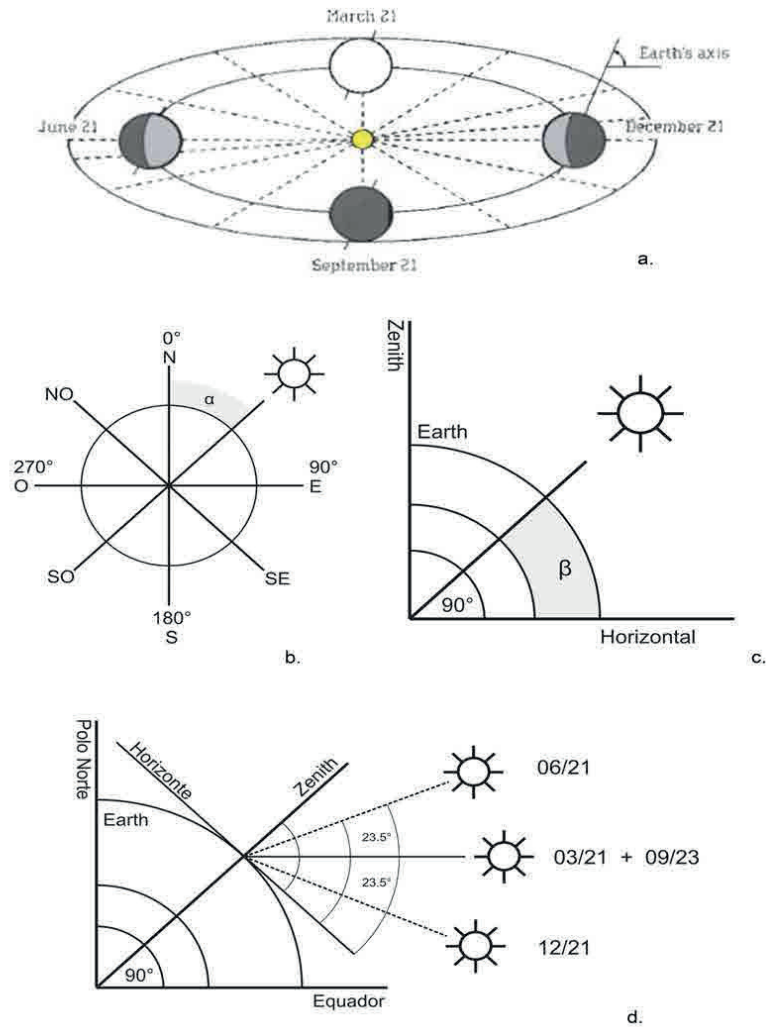 March 21
Earth's axis
June 21
December 21
September 21
a.
0°
N
NO
α
270°
O
90°
E
SO
SE
180°
S
b.
Zenith
Earth
β
90°
Horizontal
c.
Polo Norte
Horizonte
Zenith
Earth
06/21
23.5°
03/21 + 09/23
23.5°
12/21
90°
Equador
d.